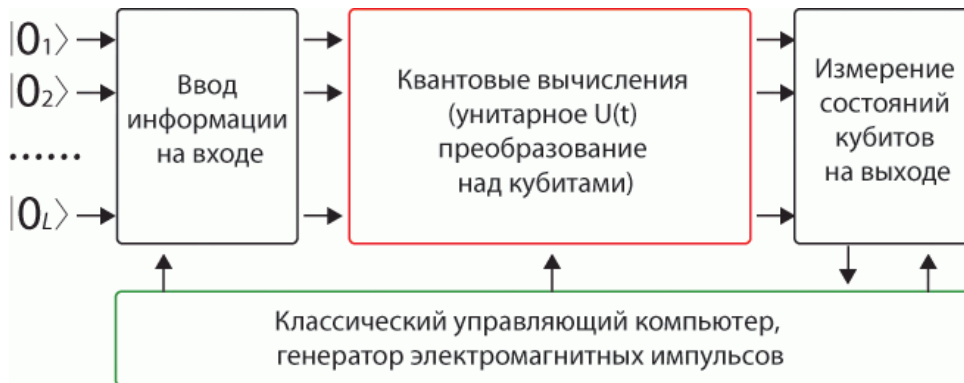 |0₁⟩
|0₂⟩
......
|0_L⟩
Ввод
информации
на входе
Квантовые вычисления
(унитарное U(t)
преобразование
над кубитами)
Измерение
состояний
кубитов
на выходе
Классический управляющий компьютер,
генератор электромагнитных импульсов